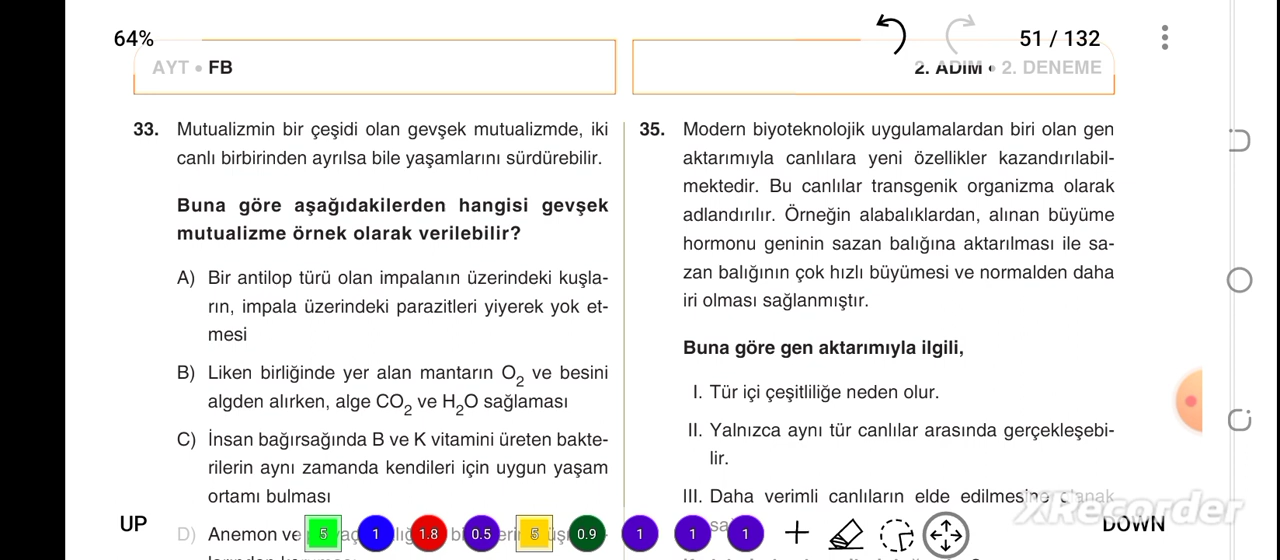 64%
51 / 132
AYT • FB
2. ADIM • 2. DENEME
33. Mutualizmin bir çeşidi olan gevşek mutualizmde, iki
canlı birbirinden ayrılsa bile yaşamlarını sürdürebilir.
Buna göre aşağıdakilerden hangisi gevşek
mutualizme örnek olarak verilebilir?
A) Bir antilop türü olan impalanın üzerindeki kuşla-
rın, impala üzerindeki parazitleri yiyerek yok et-
mesi
B) Liken birliğinde yer alan mantarın O₂ ve besini
algden alırken, alge CO₂ ve H₂O sağlaması
C) İnsan bağırsağında B ve K vitamini üreten bakte-
rilerin aynı zamanda kendileri için uygun yaşam
ortamı bulması
D) Anemon ve
35. Modern biyoteknolojik uygulamalardan biri olan gen
aktarımıyla canlılara yeni özellikler kazandırılabil-
mektedir. Bu canlılar transgenik organizma olarak
adlandırılır. Örneğin alabalıklardan, alınan büyüme
hormonu geninin sazan balığına aktarılması ile sa-
zan balığının çok hızlı büyümesi ve normalden daha
iri olması sağlanmıştır.
Buna göre gen aktarımıyla ilgili,
I. Tür içi çeşitliliğe neden olur.
II. Yalnızca aynı tür canlılar arasında gerçekleşebi-
lir.
III. Daha verimli canlıların elde edilmesine olanak
XRecorder
UP
5 1 1.8 0.5 5 0.9 1 1 1
DOWN